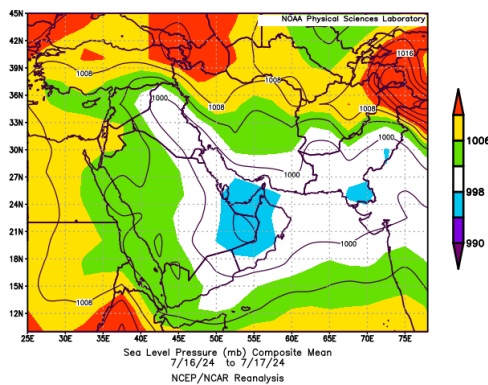 NOAA Physical Sciences Laboratory
45N
42N
39N
36N
33N
30N
27N
24N
21N
18N
15N
12N
1016
1008
1008
1008
1008
1000
1000
1000
1000
1008
25E 30E 35E 40E 45E 50E 55E 60E 65E 70E 75E
1006
998
990
Sea Level Pressure (mb) Composite Mean
7/16/24 to 7/17/24
NCEP/NCAR Reanalysis